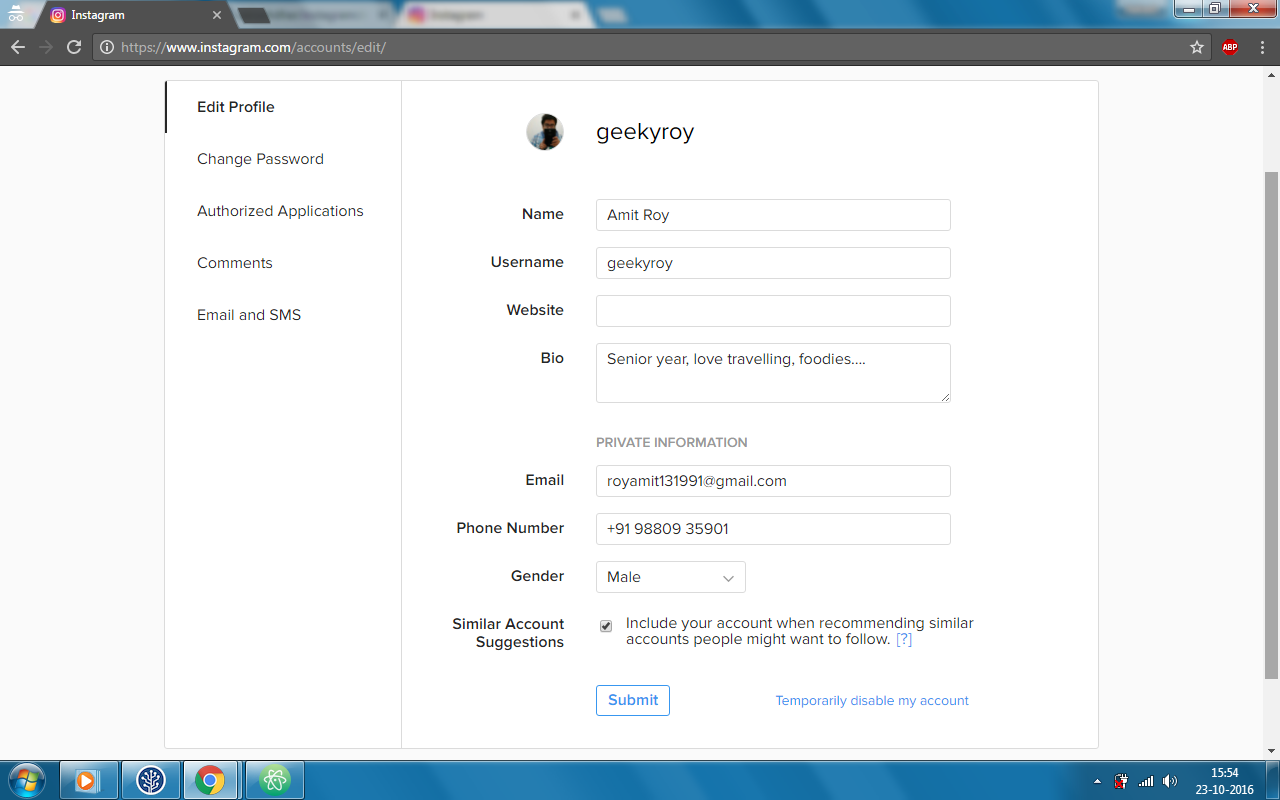 Instagram
Instagram
https://www.instagram.com/accounts/edit/
ABP
Edit Profile
Change Password
Authorized Applications
Comments
Email and SMS
geekyroy
Name
Amit Roy
Username
geekyroy
Website
Bio
Senior year, love travelling, foodies....
PRIVATE INFORMATION
Email
royamit131991@gmail.com
Phone Number
+91 98809 35901
Gender
Male
Similar Account
Suggestions
Include your account when recommending similar
accounts people might want to follow. [?]
Submit
Temporarily disable my account
15:54
23-10-2016